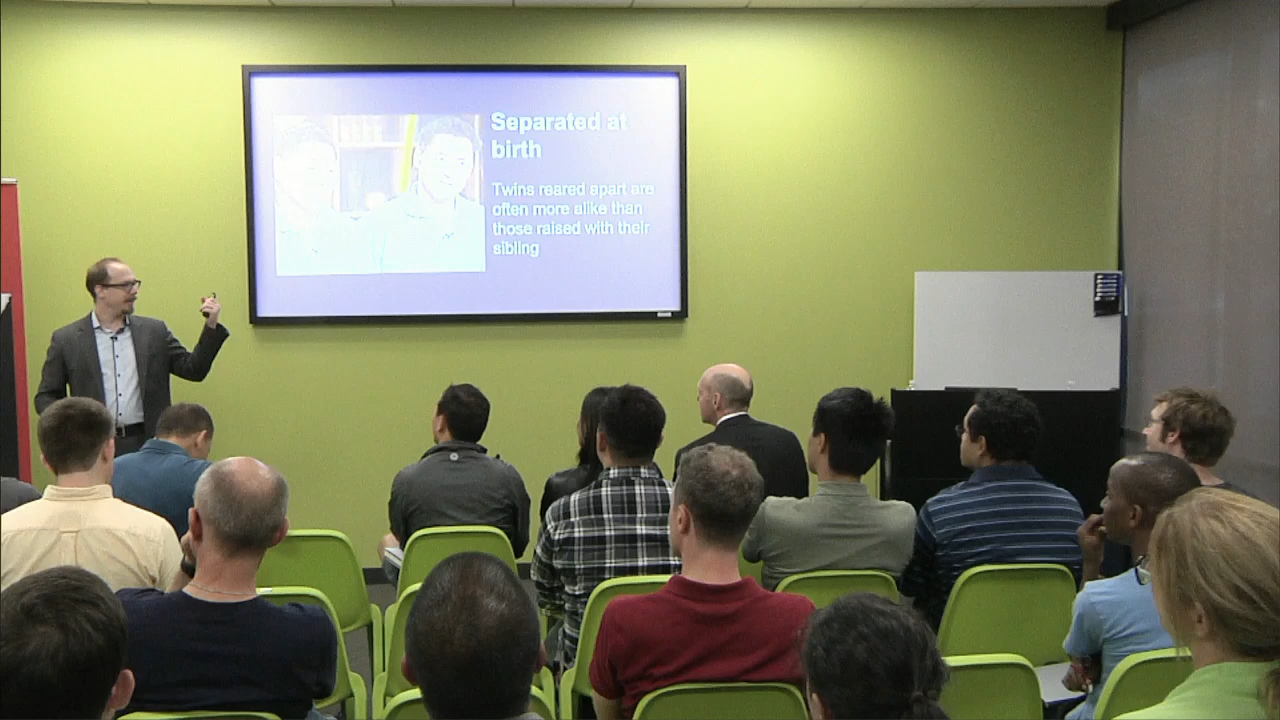 Separated at
birth
Twins reared apart are
often more alike than
those raised with their
sibling